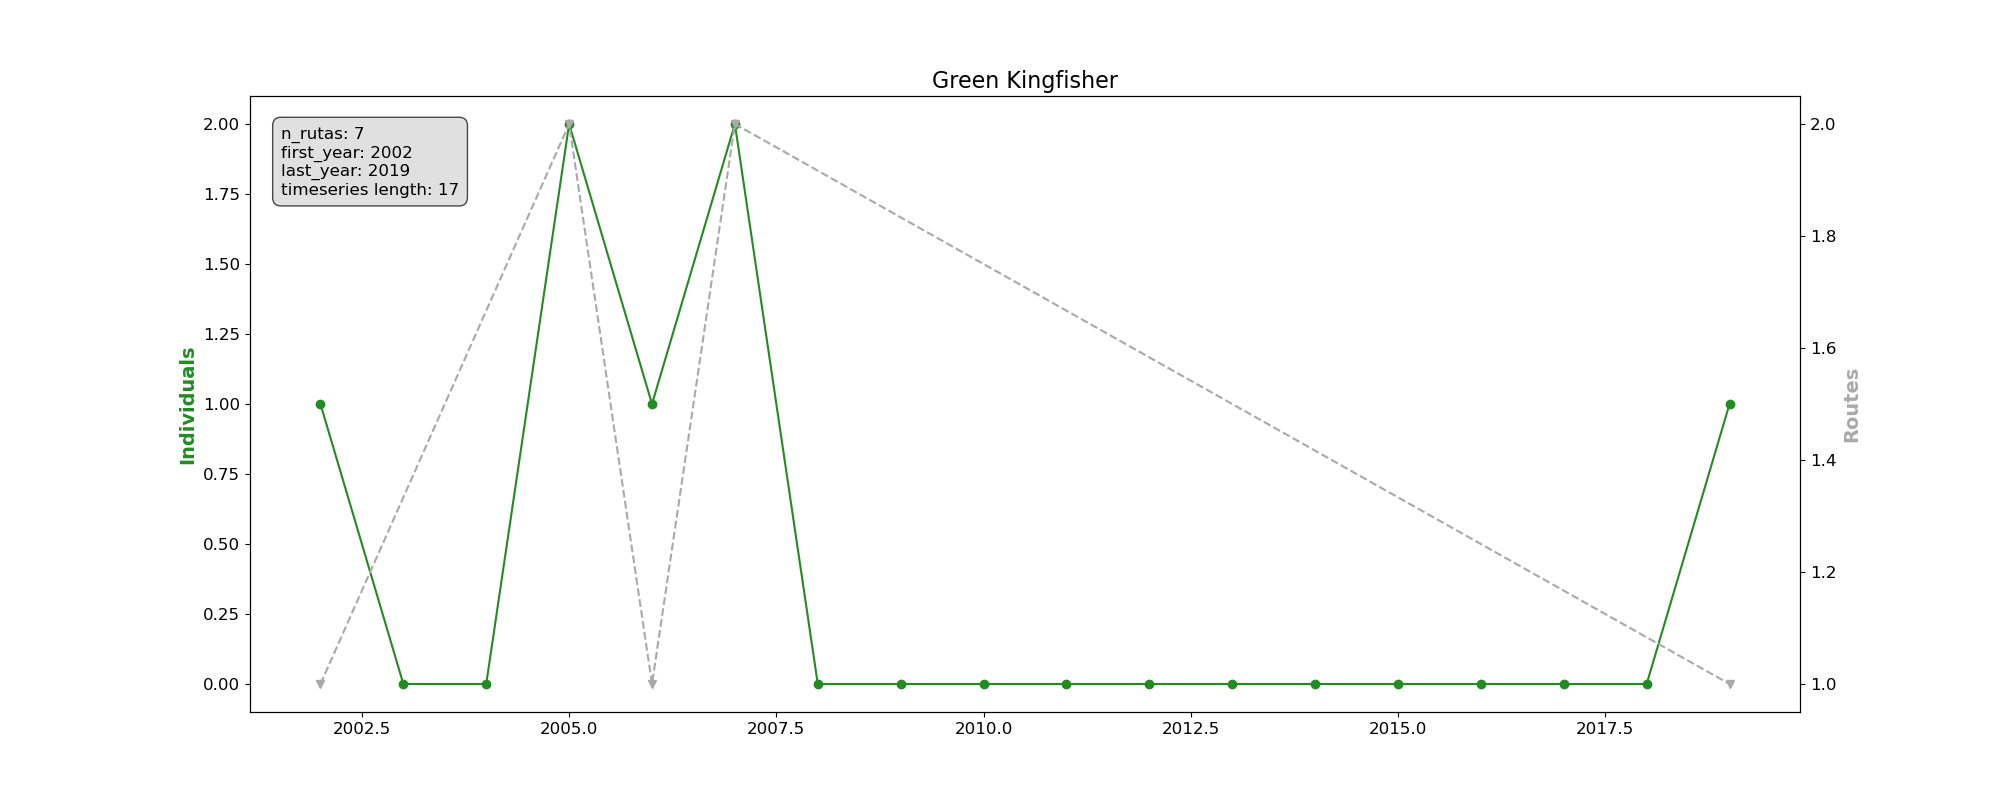 Green Kingfisher
n_rutas: 7
first_year: 2002
last_year: 2019
timeseries length: 17
2.00
1.75
1.50
1.25
1.00
0.75
0.50
0.25
0.00
Individuals
2.0
1.8
1.6
1.4
1.2
1.0
Routes
2002.5 2005.0 2007.5 2010.0 2012.5 2015.0 2017.5